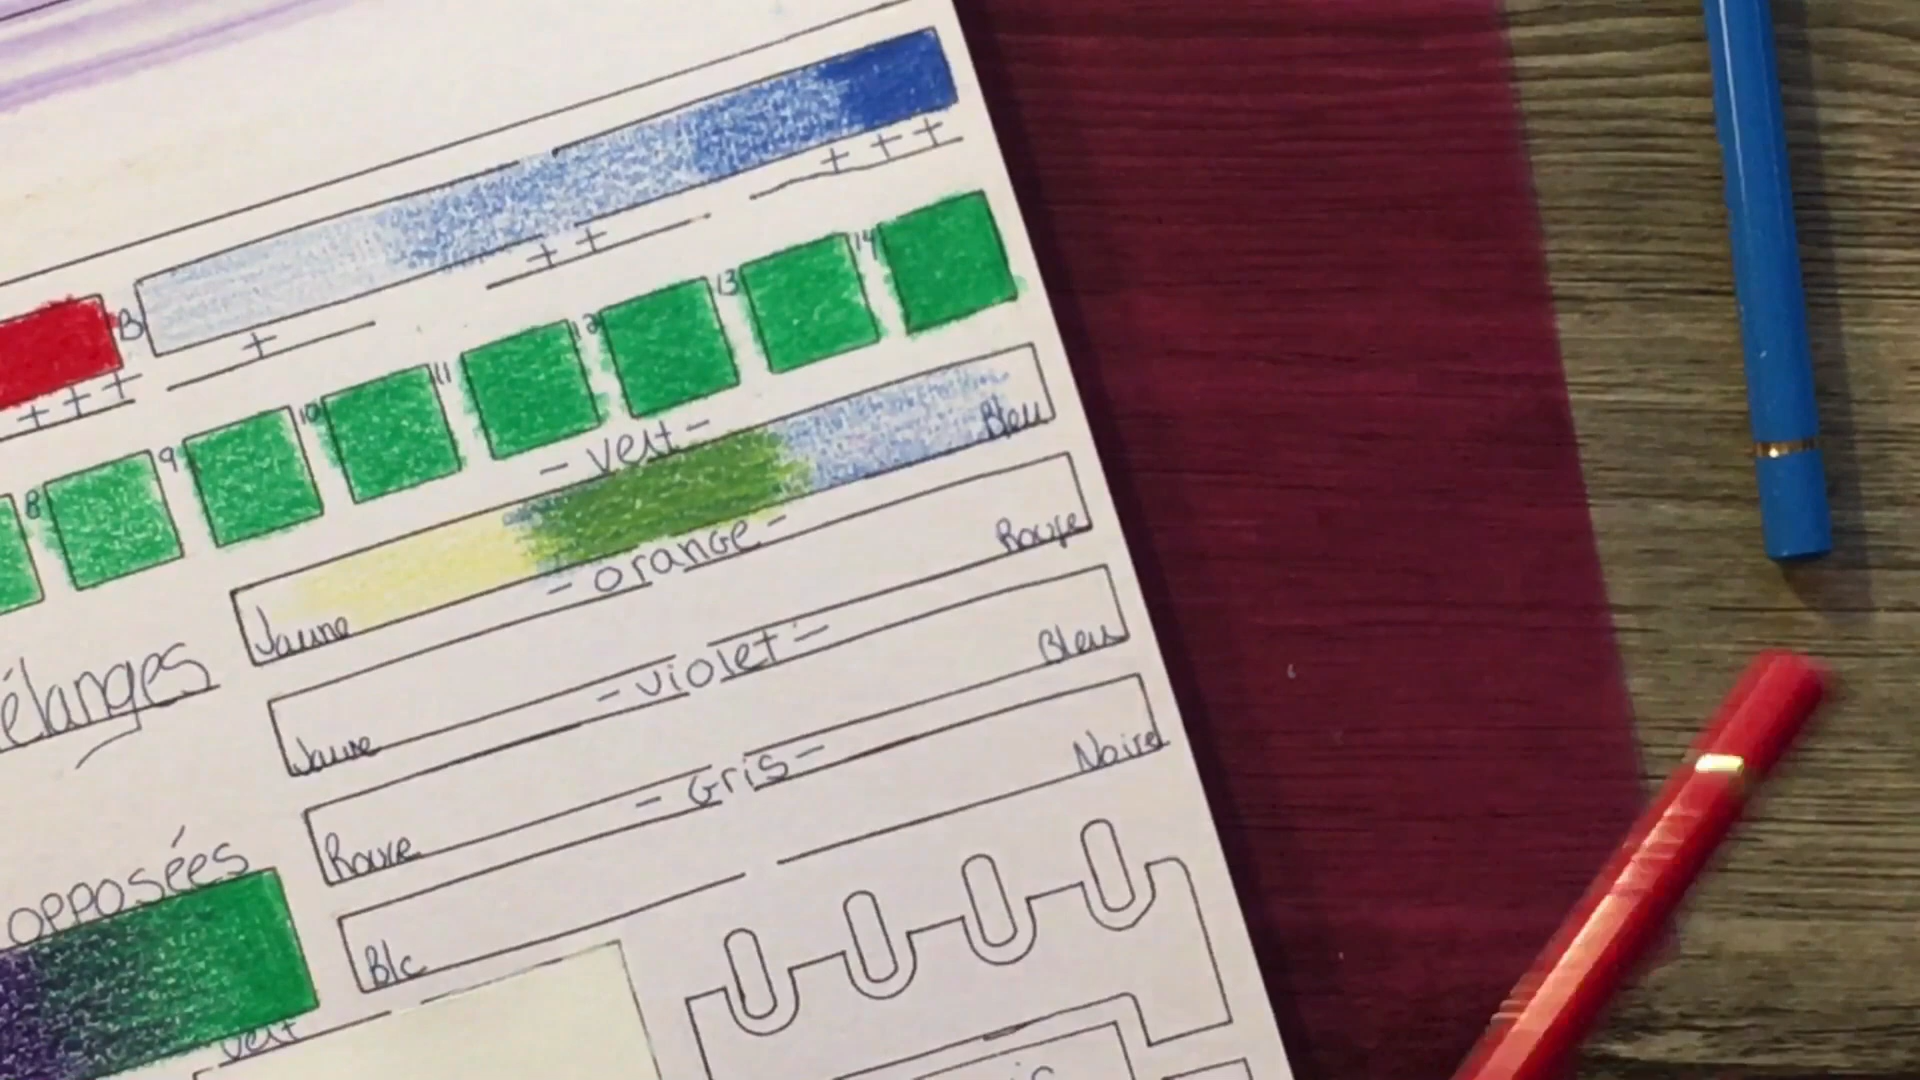 B
+ ++ +++
+++
8 9 10 11 12 13 14
- vert -
Jaune Bleu
- orange -
Jaune Rouge
- violet -
Rouge Bleu
- Gris -
Blc Noire
élanges
opposées
vert